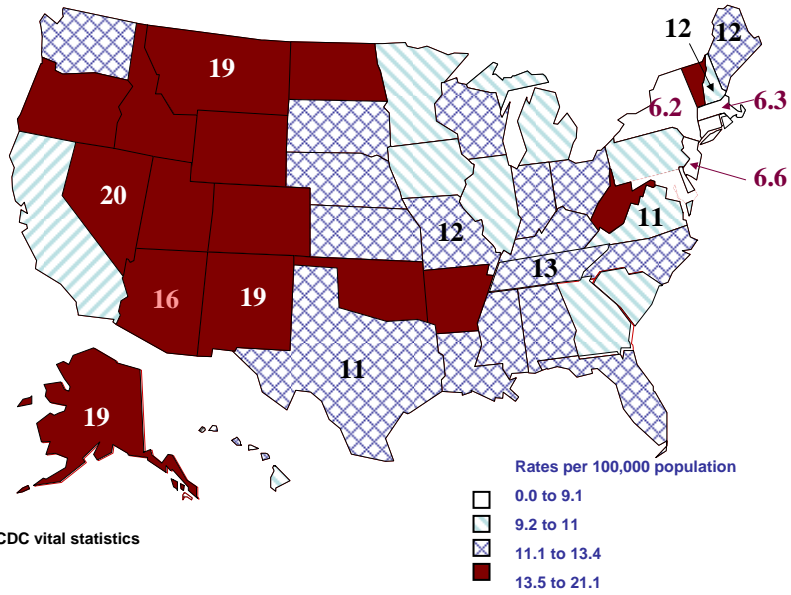 12
12
19
6.2
6.3
6.6
20
11
12
13
16
19
11
19
Rates per 100,000 population
0.0 to 9.1
9.2 to 11
CDC vital statistics
11.1 to 13.4
13.5 to 21.1